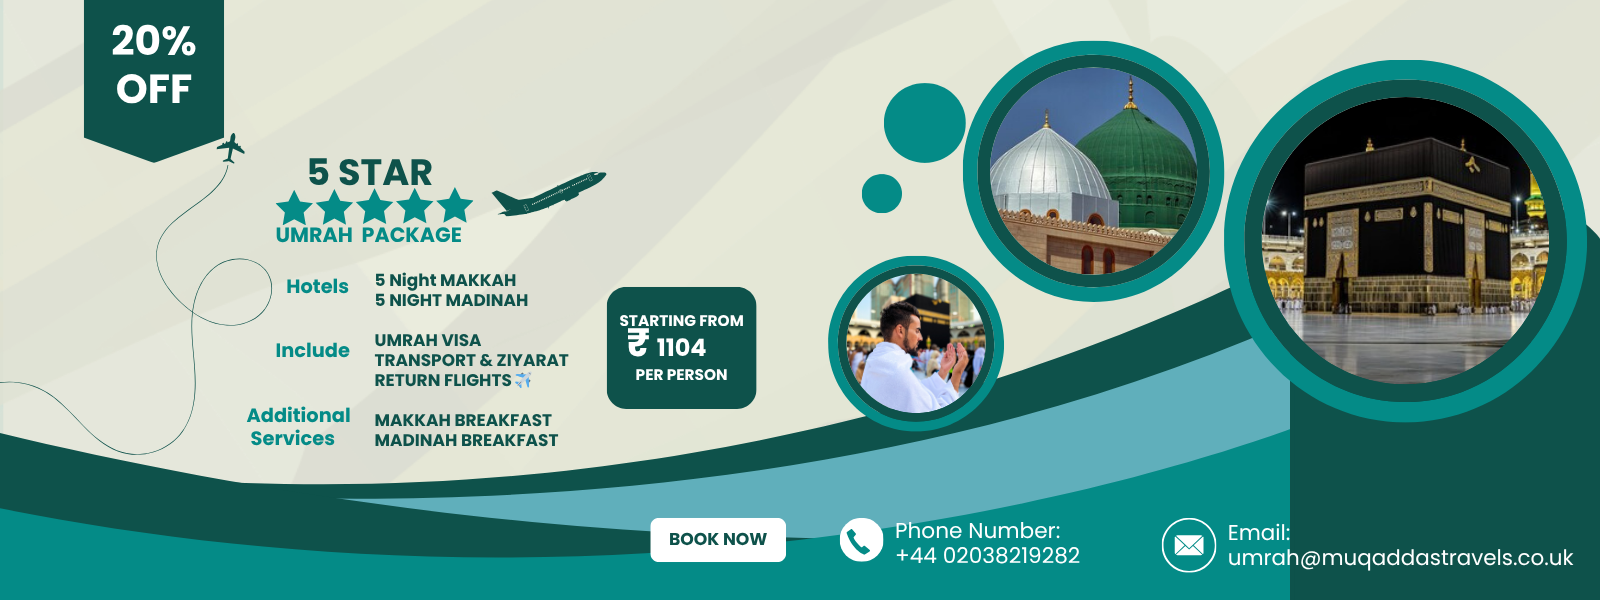 20%
OFF
5 STAR
UMRAH PACKAGE
Hotels
5 Night MAKKAH
5 NIGHT MADINAH
Include
UMRAH VISA
TRANSPORT & ZIYARAT
RETURN FLIGHTS✈️
Additional
Services
MAKKAH BREAKFAST
MADINAH BREAKFAST
STARTING FROM
₹ 1104
PER PERSON
BOOK NOW
Phone Number:
+44 02038219282
Email:
umrah@muqaddastravels.co.uk